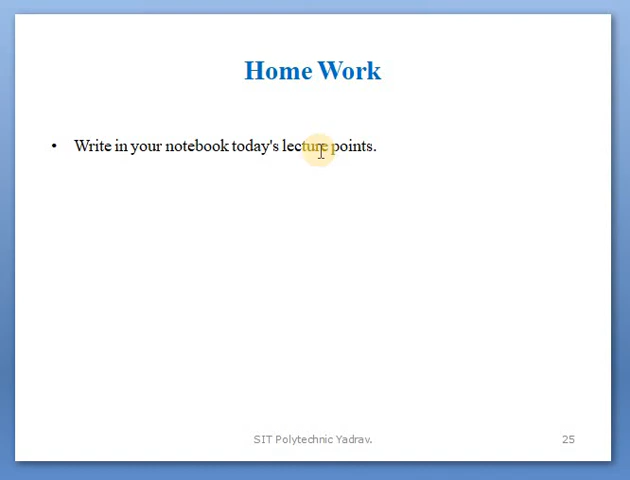 Home Work
• Write in your notebook today's lecture points.
SIT Polytechnic Yadrav.
25